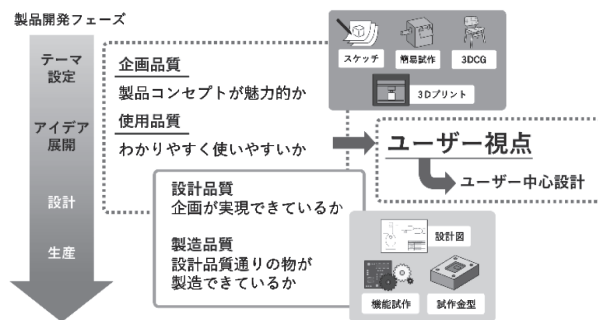 製品開発フェーズ
テーマ
設定
アイデア
展開
設計
生産
企画品質
製品コンセプトが魅力的か
使用品質
わかりやすく使いやすいか
設計品質
企画が実現できているか
製造品質
設計品質通りの物が
製造できているか
スケッチ
簡易試作
3DCG
3Dプリント
ユーザー視点
ユーザー中心設計
設計図
機能試作
試作金型